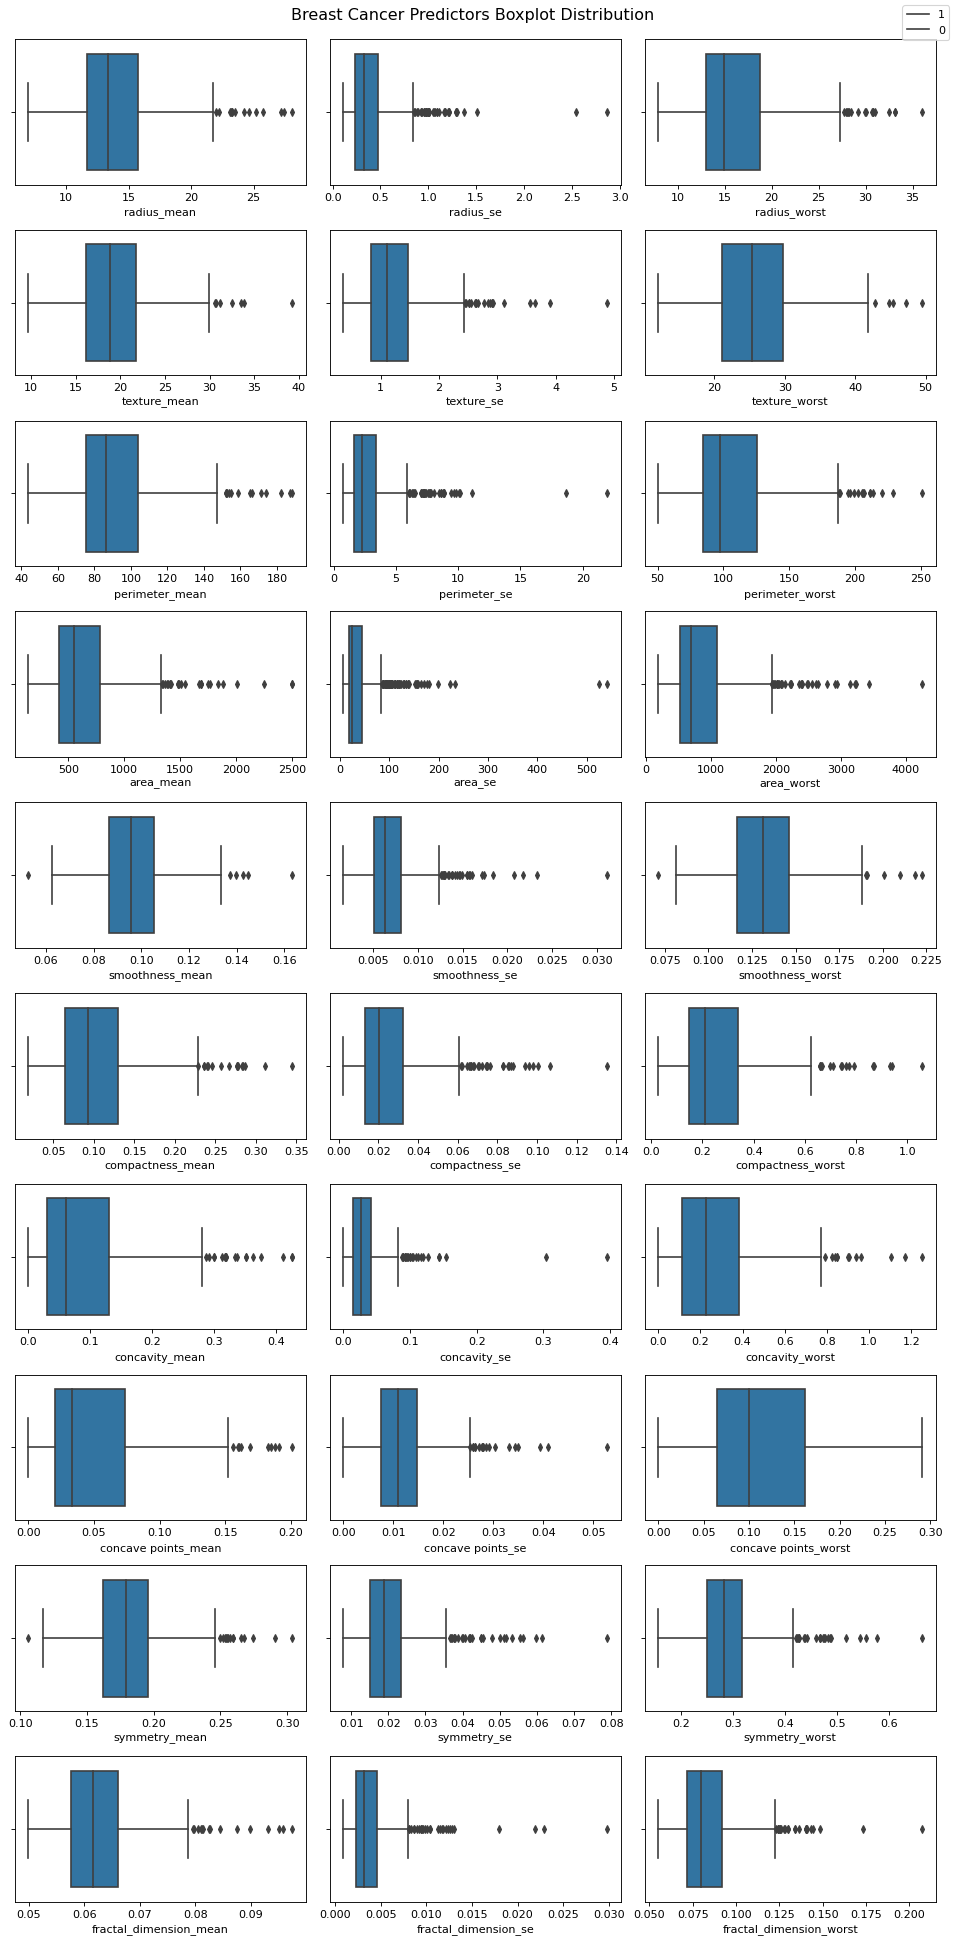 Breast Cancer Predictors Boxplot Distribution
1
0
10 15 20 25
radius_mean
0.0 0.5 1.0 1.5 2.0 2.5 3.0
radius_se
10 15 20 25 30 35
radius_worst
10 15 20 25 30 35 40
texture_mean
1 2 3 4 5
texture_se
20 30 40 50
texture_worst
40 60 80 100 120 140 160 180
perimeter_mean
0 5 10 15 20
perimeter_se
50 100 150 200 250
perimeter_worst
500 1000 1500 2000 2500
area_mean
0 100 200 300 400 500
area_se
0 1000 2000 3000 4000
area_worst
0.06 0.08 0.10 0.12 0.14 0.16
smoothness_mean
0.005 0.010 0.015 0.020 0.025 0.030
smoothness_se
0.075 0.100 0.125 0.150 0.175 0.200 0.225
smoothness_worst
0.05 0.10 0.15 0.20 0.25 0.30 0.35
compactness_mean
0.00 0.02 0.04 0.06 0.08 0.10 0.12 0.14
compactness_se
0.0 0.2 0.4 0.6 0.8 1.0
compactness_worst
0.0 0.1 0.2 0.3 0.4
concavity_mean
0.0 0.1 0.2 0.3 0.4
concavity_se
0.0 0.2 0.4 0.6 0.8 1.0 1.2
concavity_worst
0.00 0.05 0.10 0.15 0.20
concave points_mean
0.00 0.01 0.02 0.03 0.04 0.05
concave points_se
0.00 0.05 0.10 0.15 0.20 0.25 0.30
concave points_worst
0.10 0.15 0.20 0.25 0.30
symmetry_mean
0.01 0.02 0.03 0.04 0.05 0.06 0.07 0.08
symmetry_se
0.2 0.3 0.4 0.5 0.6
symmetry_worst
0.05 0.06 0.07 0.08 0.09
fractal_dimension_mean
0.000 0.005 0.010 0.015 0.020 0.025 0.030
fractal_dimension_se
0.050 0.075 0.100 0.125 0.150 0.175 0.200
fractal_dimension_worst